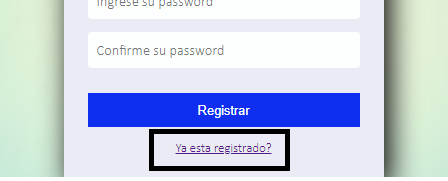 Ingrese su password
Confirme su password
Registrar
Ya esta registrado?